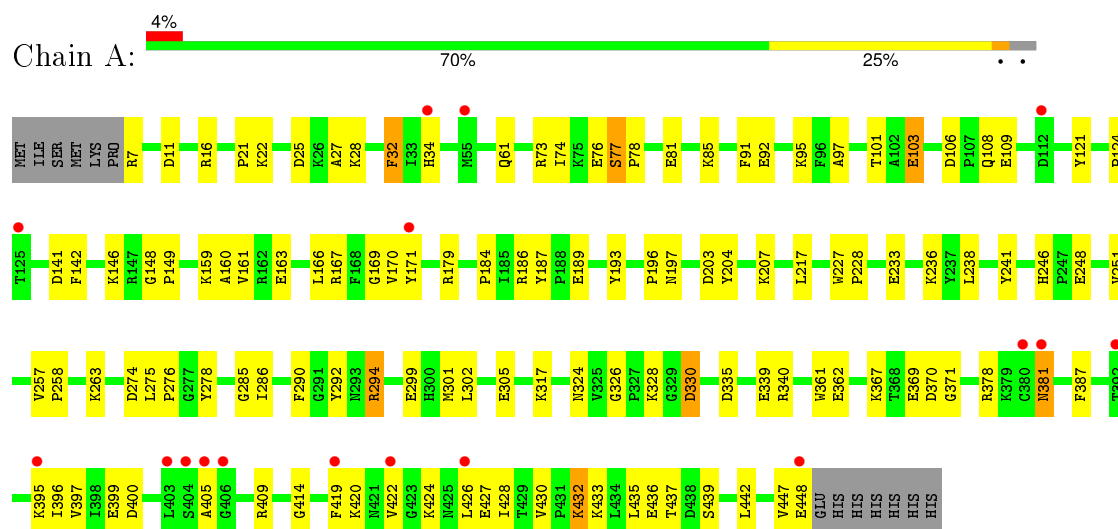 4%
Chain A:
70% 25% • •
MET ILE SER MET LYS PRO R7 D11 R16 P21 K22 D25 K26 A27 K28 F32 I33 H34 M55 Q61 R73 I74 K75 E76 S77 P78 E81 K85 F91 E92 K95 F96 A97 T101 A102 E103 D106 P107 Q108 E109 D112 Y121
T125 D141 F142 K146 R147 G148 P149 K159 A160 V161 R162 E163 L166 R167 F168 G169 V170 Y171 R179 P184 I185 R186 Y187 P188 E189 Y193 P196 N197 D203 Y204 K207 L217 W227 P228 E233 K236 Y237 L238 Y241 H246 P247 E248
V257 P258 K263 D274 L275 P276 G277 Y278 G285 I286 F290 G291 Y292 N293 R294 E299 H300 M301 L302 E305 K317 N324 V325 G326 P327 K328 G329 D330 D335 E339 R340 W361 E362 K367 T368 E369 D370 G371 R378 K379 C380 N381 F387
K395 I396 V397 I398 E399 D400 L403 S404 A405 G406 R409 G414 F419 K420 N421 V422 G423 K424 N425 L426 E427 I428 T429 V430 P431 K432 K433 L434 L435 E436 T437 D438 S439 L442 V447 E448 GLU HIS HIS HIS HIS HIS HIS